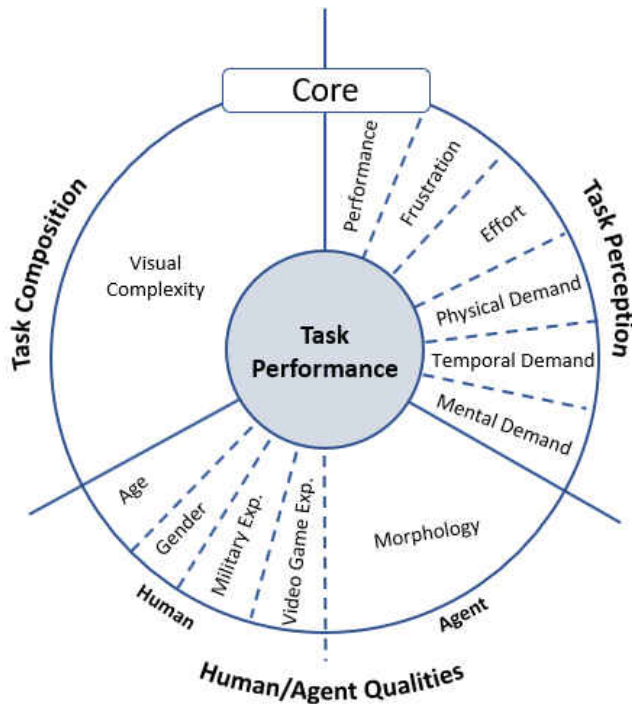 Core
Task Composition
Visual
Complexity
Performance
Frustration
Effort
Physical Demand
Temporal Demand
Mental Demand
Task Perception
Task
Performance
Age
Gender
Military Exp.
Video Game Exp.
Morphology
Human
Agent
Human/Agent Qualities